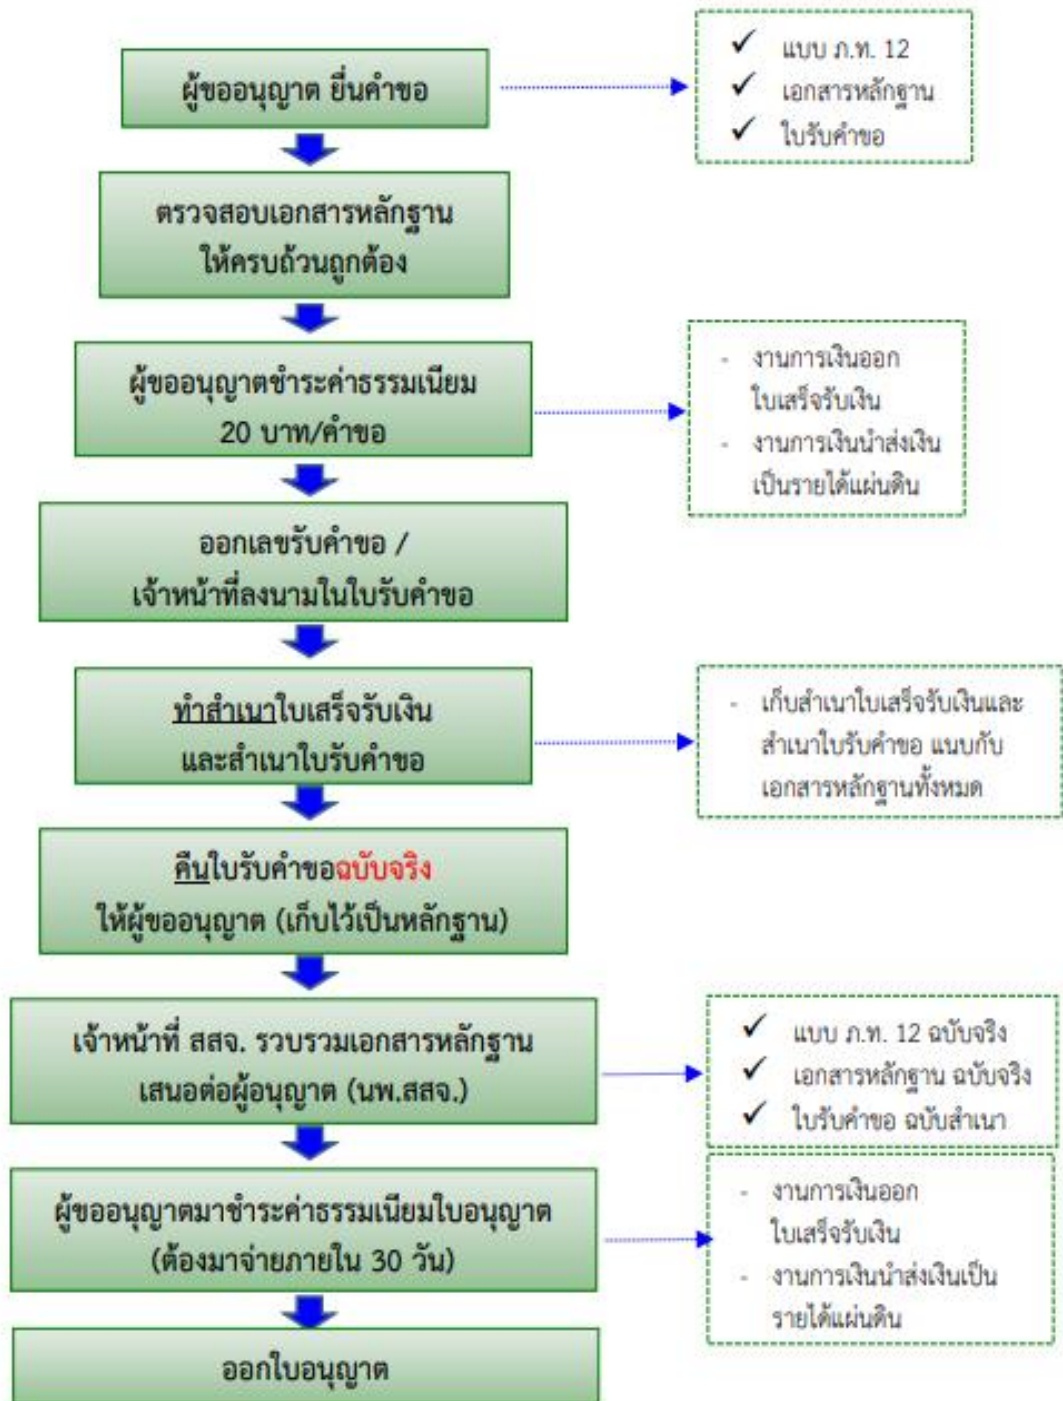 ผู้ขออนุญาต ยื่นคำขอ
✓ แบบ ภ.ท. 12
✓ เอกสารหลักฐาน
✓ ใบรับคำขอ
ตรวจสอบเอกสารหลักฐาน
ให้ครบถ้วนถูกต้อง
ผู้ขออนุญาตชำระค่าธรรมเนียม
20 บาท/คำขอ
- งานการเงินออก
ใบเสร็จรับเงิน
- งานการเงินนำส่งเงิน
เป็นรายได้แผ่นดิน
ออกเลขรับคำขอ /
เจ้าหน้าที่ลงนามในใบรับคำขอ
ทำสำเนาใบเสร็จรับเงิน
และสำเนาใบรับคำขอ
- เก็บสำเนาใบเสร็จรับเงินและ
สำเนาใบรับคำขอ แนบกับ
เอกสารหลักฐานทั้งหมด
คืนใบรับคำขอฉบับจริง
ให้ผู้ขออนุญาต (เก็บไว้เป็นหลักฐาน)
เจ้าหน้าที่ สสจ. รวบรวมเอกสารหลักฐาน
เสนอต่อผู้อนุญาต (นพ.สสจ.)
✓ แบบ ภ.ท. 12 ฉบับจริง
✓ เอกสารหลักฐาน ฉบับจริง
✓ ใบรับคำขอ ฉบับสำเนา
ผู้ขออนุญาตมาชำระค่าธรรมเนียมใบอนุญาต
(ต้องมาจ่ายภายใน 30 วัน)
- งานการเงินออก
ใบเสร็จรับเงิน
- งานการเงินนำส่งเงินเป็น
รายได้แผ่นดิน
ออกใบอนุญาต